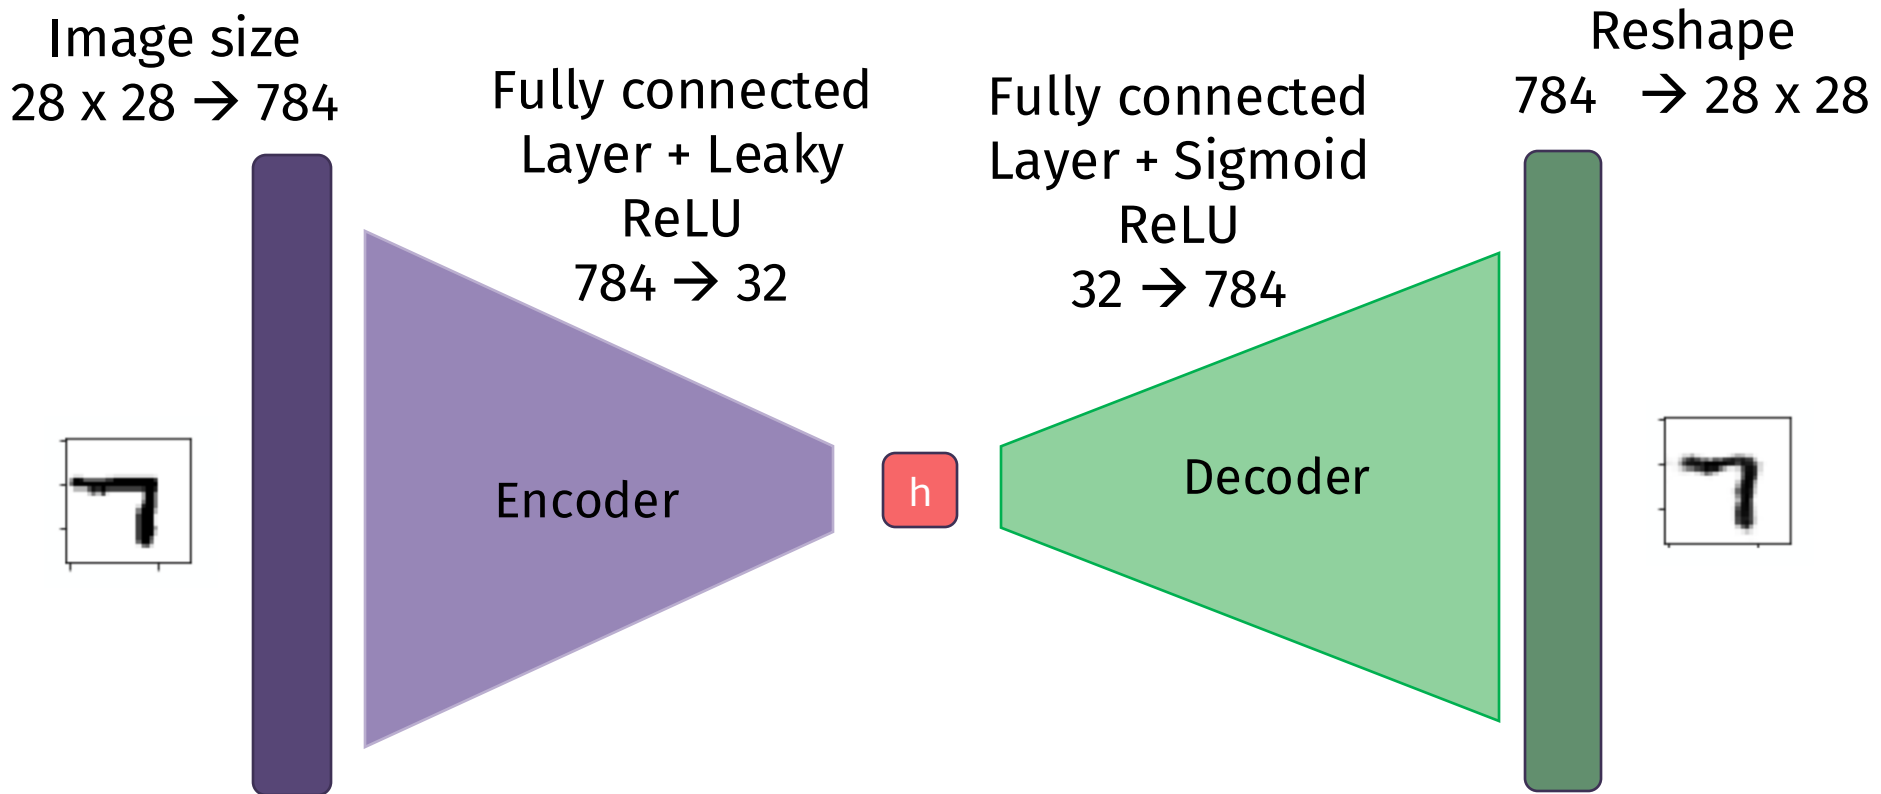 Image size
28 x 28 → 784
Fully connected
Layer + Leaky
ReLU
784 → 32
Fully connected
Layer + Sigmoid
ReLU
32 → 784
Reshape
784 → 28 x 28
Encoder
h
Decoder